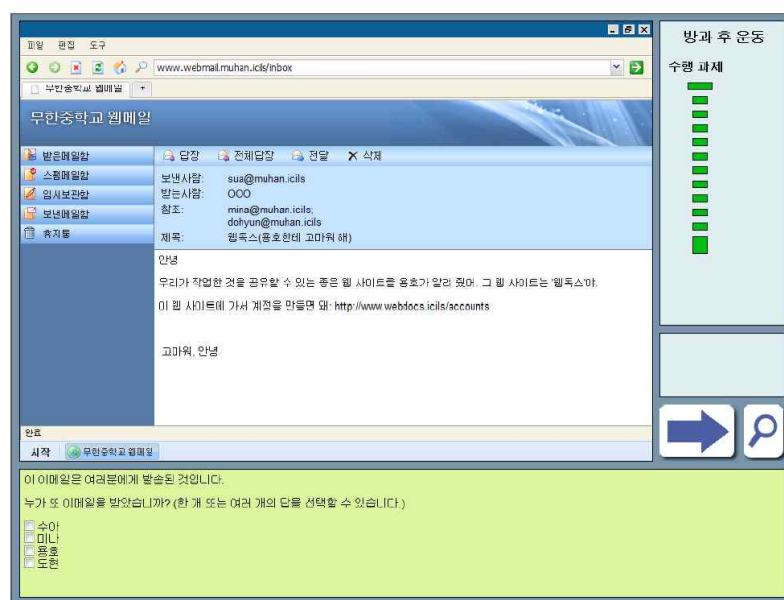 파일 편집 도구
www.webmail.muhan.icils/inbox
무한중학교 웹메일 +
무한중학교 웹메일
받은메일함
스팸메일함
임시보관함
보낸메일함
휴지통
답장 전체답장 전달 삭제
보낸사람: sua@muhan.icils
받는사람: OOO
참조: mina@muhan.icils;
dohyun@muhan.icils
제목: 웹독스(용호한테 고마워 해)
안녕
우리가 작업한 것을 공유할 수 있는 좋은 웹 사이트를 용호가 알려 줬어. 그 웹 사이트는 '웹독스'야.
이 웹 사이트에 가서 계정을 만들면 돼: http://www.webdocs.icils/accounts
고마워, 안녕
완료
시작 무한중학교 웹메일
방과 후 운동
수행 과제
이 이메일은 여러분에게 발송된 것입니다.
누가 또 이메일을 받았습니까? (한 개 또는 여러 개의 답을 선택할 수 있습니다.)
수아
미나
용호
도현